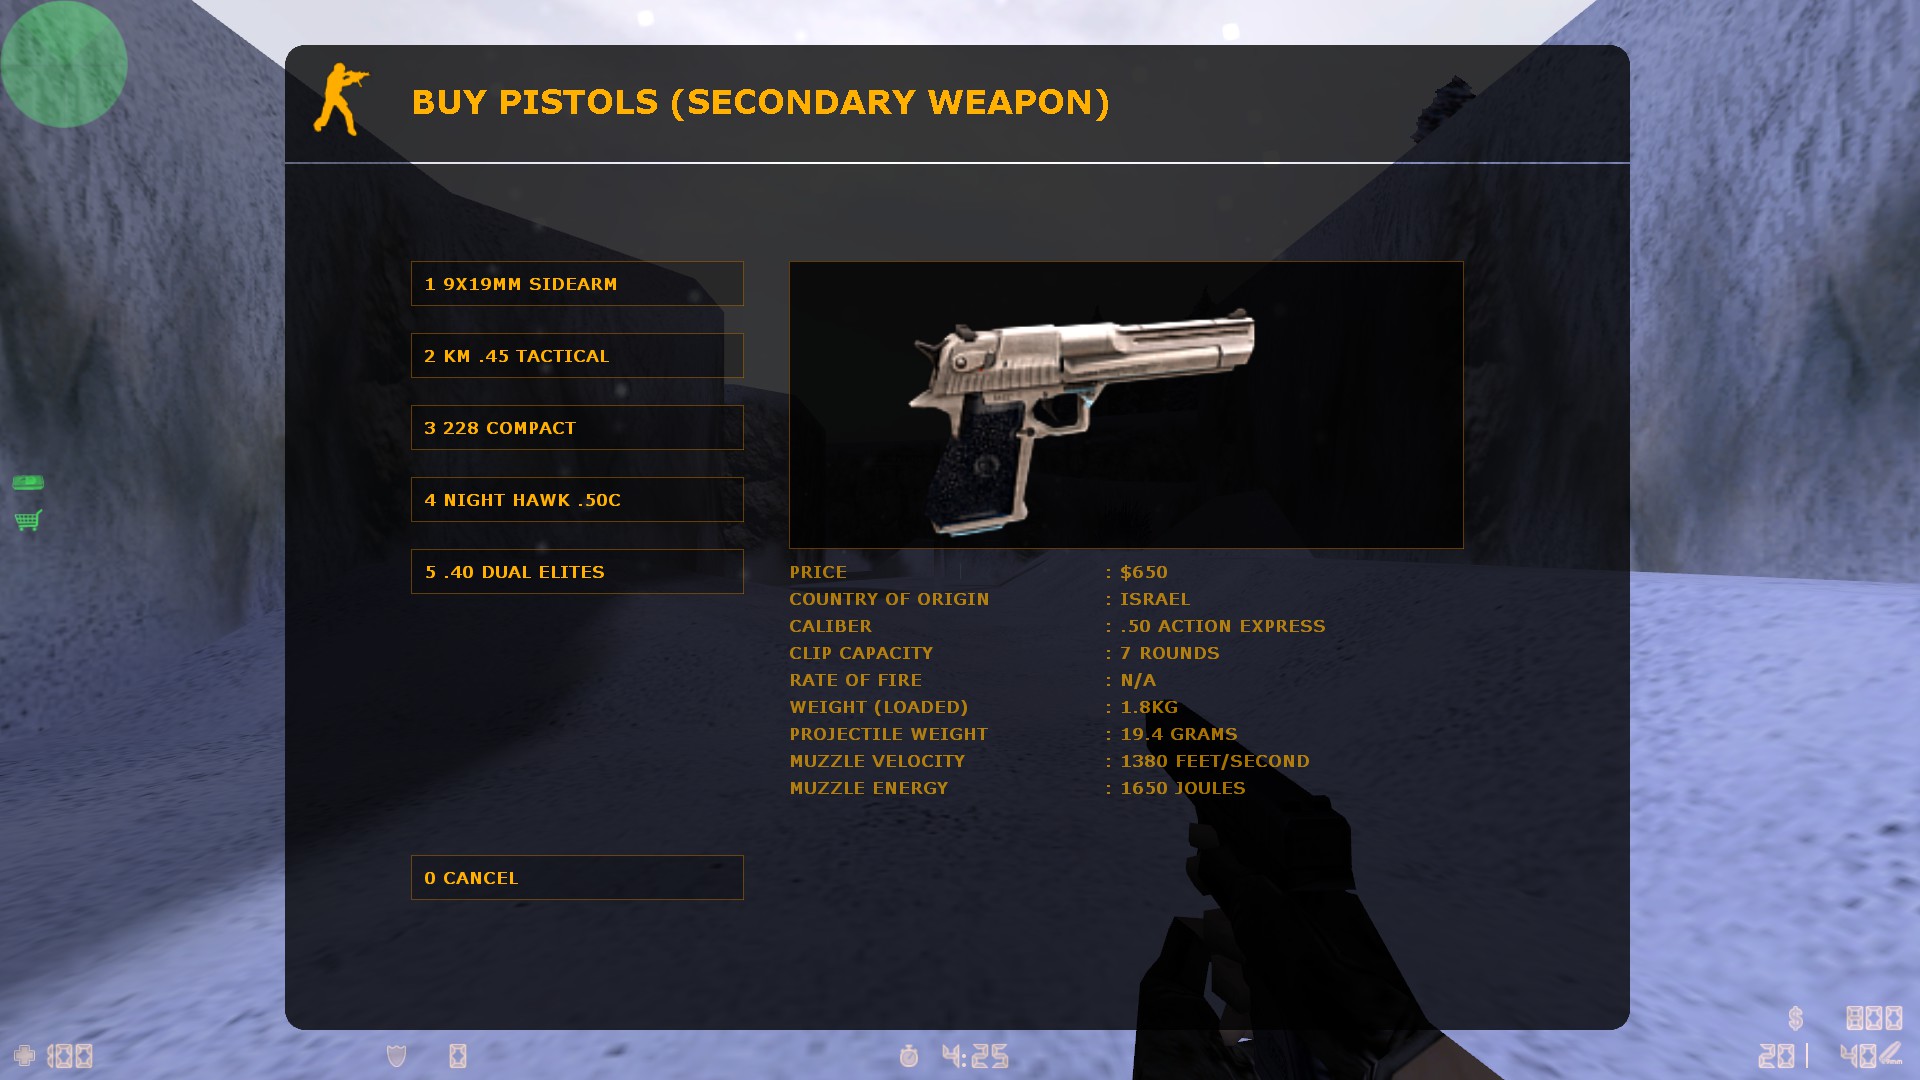 BUY PISTOLS (SECONDARY WEAPON)
1 9X19MM SIDEARM
2 KM .45 TACTICAL
3 228 COMPACT
4 NIGHT HAWK .50C
5 .40 DUAL ELITES
0 CANCEL
PRICE : $650
COUNTRY OF ORIGIN : ISRAEL
CALIBER : .50 ACTION EXPRESS
CLIP CAPACITY : 7 ROUNDS
RATE OF FIRE : N/A
WEIGHT (LOADED) : 1.8KG
PROJECTILE WEIGHT : 19.4 GRAMS
MUZZLE VELOCITY : 1380 FEET/SECOND
MUZZLE ENERGY : 1650 JOULES
$ 800
100 0 4:25 20 | 40